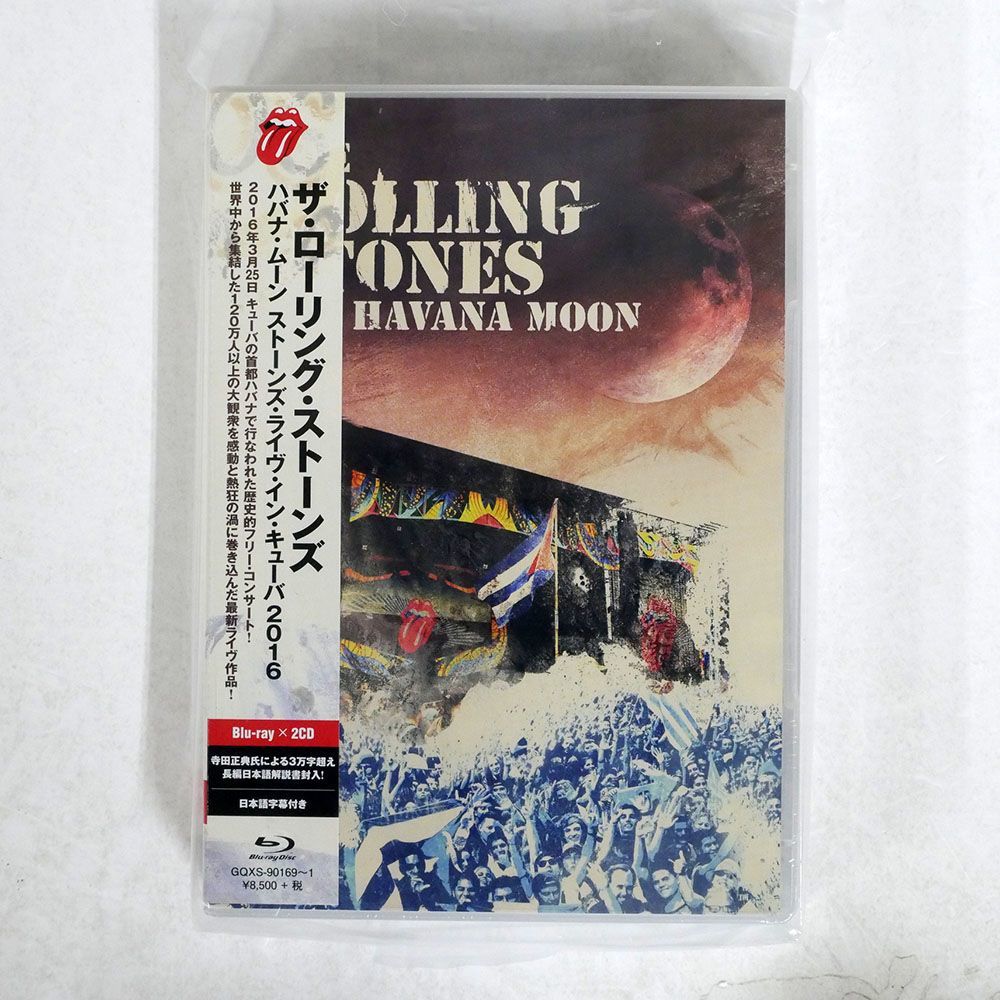 ザ・ローリング・ストーンズ
ハバナ・ムーン ストーンズ・ライヴ・イン・キューバ2016
2016年3月25日 キューバの首都ハバナで行なわれた歴史的フリー・コンサート!
世界中から集結した120万人以上の大観衆を感動と熱狂の渦に巻き込んだ最新ライヴ作品!
Blu-ray × 2CD
寺田正典氏による3万字超え
長編日本語解説書封入!
日本語字幕付き
Blu-ray Disc
GQXS-90169~1
¥8,500 + 税
E
OLLING
TONES
HAVANA MOON